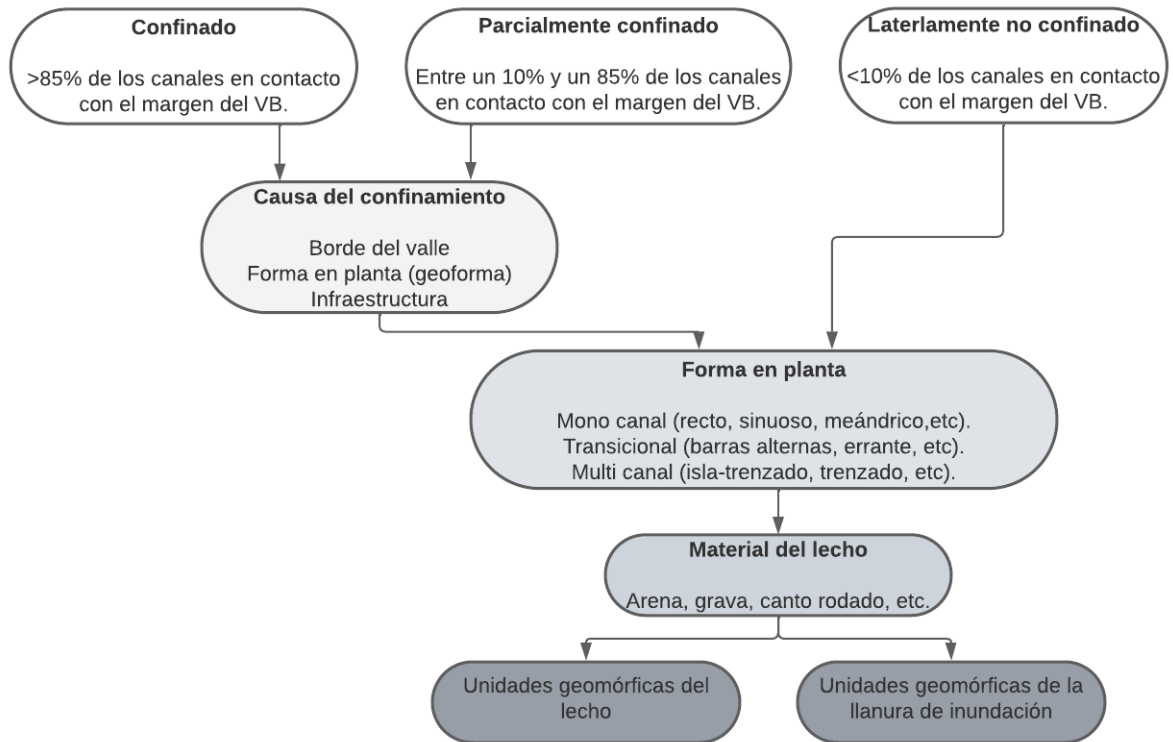 Confinado
>85% de los canales en contacto
con el margen del VB.
Parcialmente confinado
Entre un 10% y un 85% de los canales
en contacto con el margen del VB.
Laterlamente no confinado
<10% de los canales en contacto
con el margen del VB.
Causa del confinamiento
Borde del valle
Forma en planta (geoforma)
Infraestructura
Forma en planta
Mono canal (recto, sinuoso, meándrico,etc).
Transicional (barras alternas, errante, etc).
Multi canal (isla-trenzado, trenzado, etc).
Material del lecho
Arena, grava, canto rodado, etc.
Unidades geomórficas del
lecho
Unidades geomórficas de la
llanura de inundación